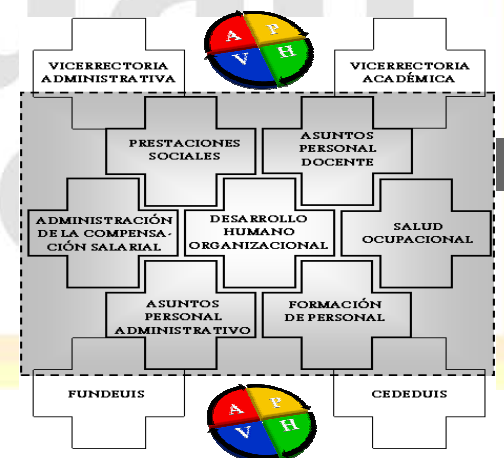 A P
V H
VICERRECTORIA
ADMINISTRATIVA
VICERRECTORIA
ACADÉMICA
PRESTACIONES
SOCIALES
ASUNTOS
PERSONAL
DOCENTE
ADMINISTRACIÓN
DE LA COMPENSA-
CIÓN SALARIAL
DESARROLLO
HUMANO
ORGANIZACIONAL
SALUD
OCUPACIONAL
ASUNTOS
PERSONAL
ADMINISTRATIVO
FORMACIÓN
DE PERSONAL
FUNDEUIS
CEDEDUIS
A P
V H